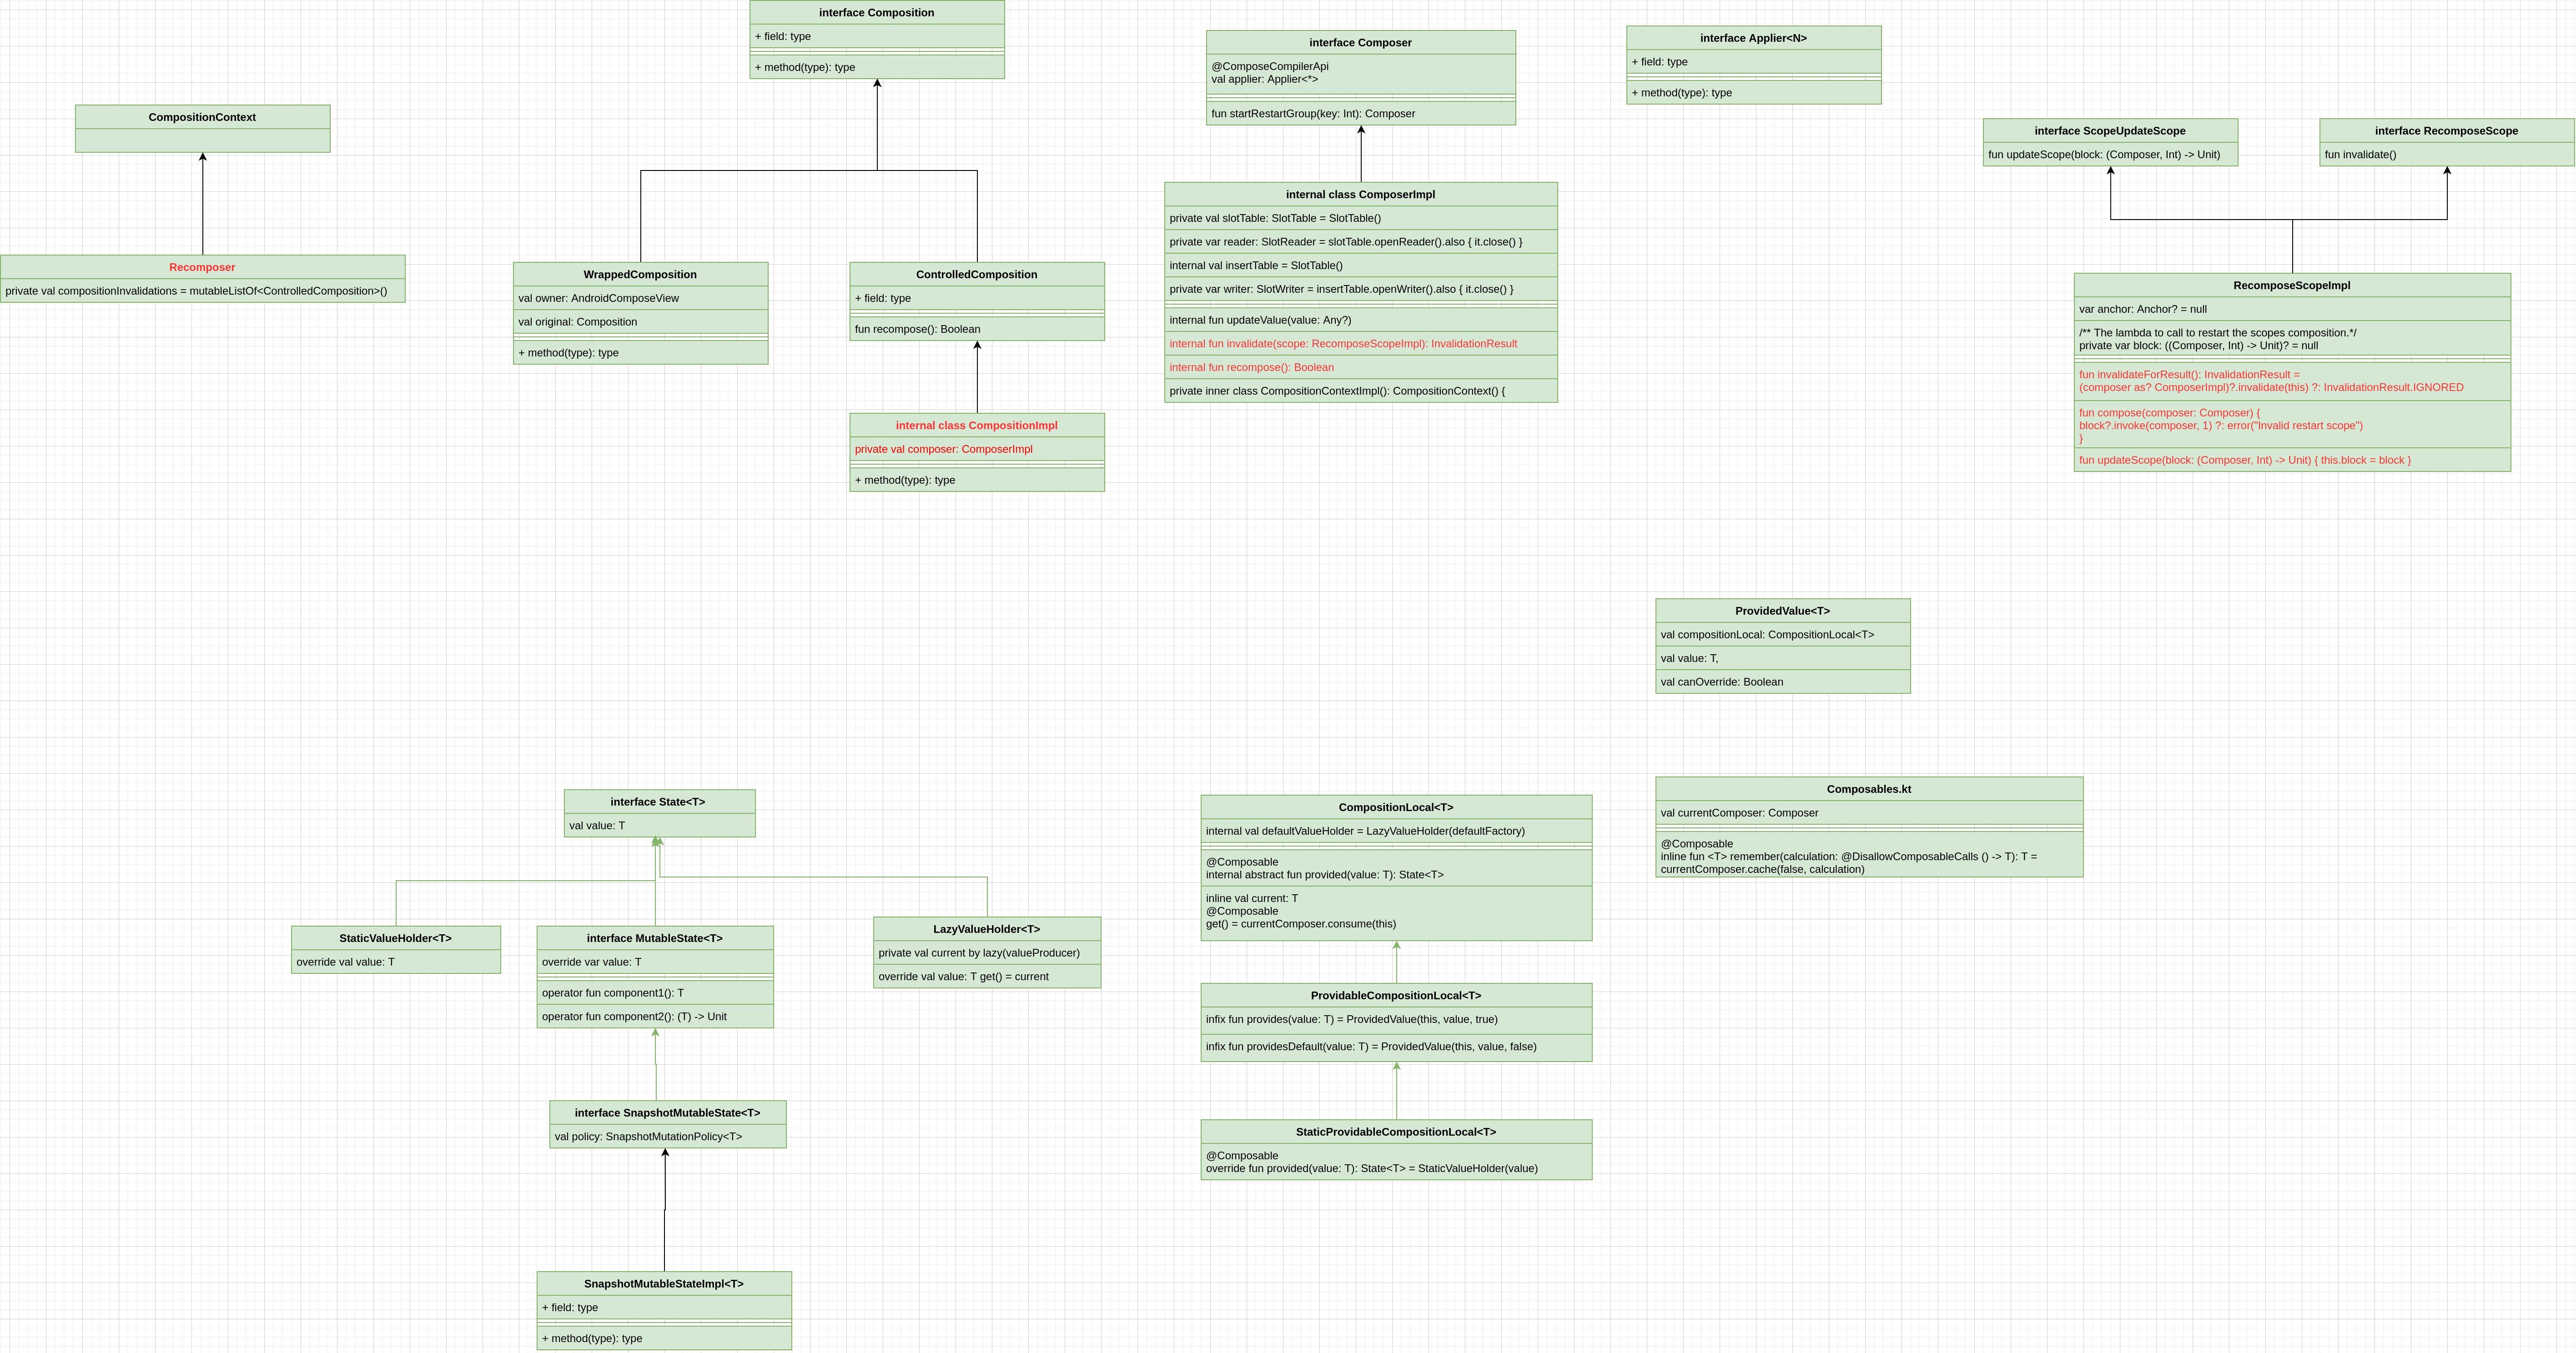 interface Composition
+ field: type
+ method(type): type
interface Composer
@ComposeCompilerApi
val applier: Applier<*>
fun startRestartGroup(key: Int): Composer
interface Applier<N>
+ field: type
+ method(type): type
CompositionContext
interface ScopeUpdateScope
fun updateScope(block: (Composer, Int) -> Unit)
interface RecomposeScope
fun invalidate()
Recomposer
private val compositionInvalidations = mutableListOf<ControlledComposition>()
WrappedComposition
val owner: AndroidComposeView
val original: Composition
+ method(type): type
ControlledComposition
+ field: type
fun recompose(): Boolean
internal class CompositionImpl
private val composer: ComposerImpl
+ method(type): type
internal class ComposerImpl
private val slotTable: SlotTable = SlotTable()
private var reader: SlotReader = slotTable.openReader().also { it.close() }
internal val insertTable = SlotTable()
private var writer: SlotWriter = insertTable.openWriter().also { it.close() }
internal fun updateValue(value: Any?)
internal fun invalidate(scope: RecomposeScopeImpl): InvalidationResult
internal fun recompose(): Boolean
private inner class CompositionContextImpl(): CompositionContext() {
RecomposeScopeImpl
var anchor: Anchor? = null
/** The lambda to call to restart the scopes composition.*/
private var block: ((Composer, Int) -> Unit)? = null
fun invalidateForResult(): InvalidationResult =
(composer as? ComposerImpl)?.invalidate(this) ?: InvalidationResult.IGNORED
fun compose(composer: Composer) {
block?.invoke(composer, 1) ?: error("Invalid restart scope")
}
fun updateScope(block: (Composer, Int) -> Unit) { this.block = block }
ProvidedValue<T>
val compositionLocal: CompositionLocal<T>
val value: T,
val canOverride: Boolean
interface State<T>
val value: T
StaticValueHolder<T>
override val value: T
interface MutableState<T>
override var value: T
operator fun component1(): T
operator fun component2(): (T) -> Unit
LazyValueHolder<T>
private val current by lazy(valueProducer)
override val value: T get() = current
interface SnapshotMutableState<T>
val policy: SnapshotMutationPolicy<T>
SnapshotMutableStateImpl<T>
+ field: type
+ method(type): type
CompositionLocal<T>
internal val defaultValueHolder = LazyValueHolder(defaultFactory)
@Composable
internal abstract fun provided(value: T): State<T>
inline val current: T
@Composable
get() = currentComposer.consume(this)
ProvidableCompositionLocal<T>
infix fun provides(value: T) = ProvidedValue(this, value, true)
infix fun providesDefault(value: T) = ProvidedValue(this, value, false)
StaticProvidableCompositionLocal<T>
@Composable
override fun provided(value: T): State<T> = StaticValueHolder(value)
Composables.kt
val currentComposer: Composer
@Composable
inline fun <T> remember(calculation: @DisallowComposableCalls () -> T): T =
currentComposer.cache(false, calculation)